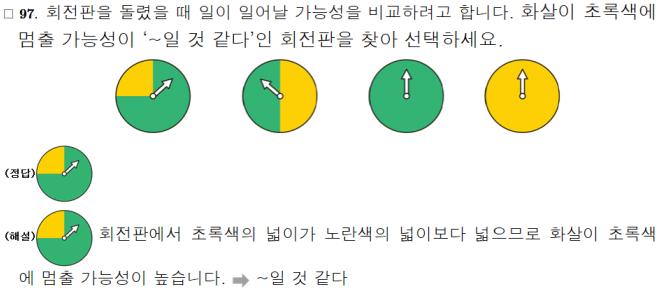 □ 97. 회전판을 돌렸을 때 일이 일어날 가능성을 비교하려고 합니다. 화살이 초록색에
멈출 가능성이 ‘~일 것 같다’인 회전판을 찾아 선택하세요.
(정답)
(해설) 회전판에서 초록색의 넓이가 노란색의 넓이보다 넓으므로 화살이 초록색
에 멈출 가능성이 높습니다. ➡ ~일 것 같다